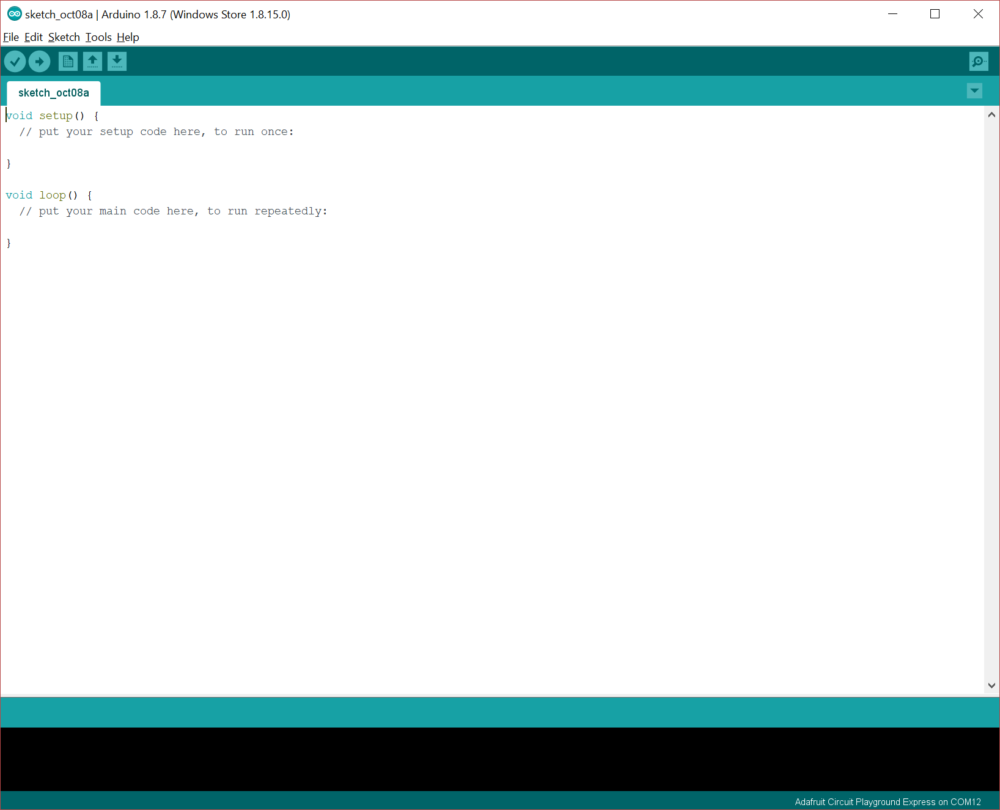 sketch_oct08a | Arduino 1.8.7 (Windows Store 1.8.15.0)
File Edit Sketch Tools Help
sketch_oct08a
void setup() {
  // put your setup code here, to run once:
}
void loop() {
  // put your main code here, to run repeatedly:
}
Adafruit Circuit Playground Express on COM12